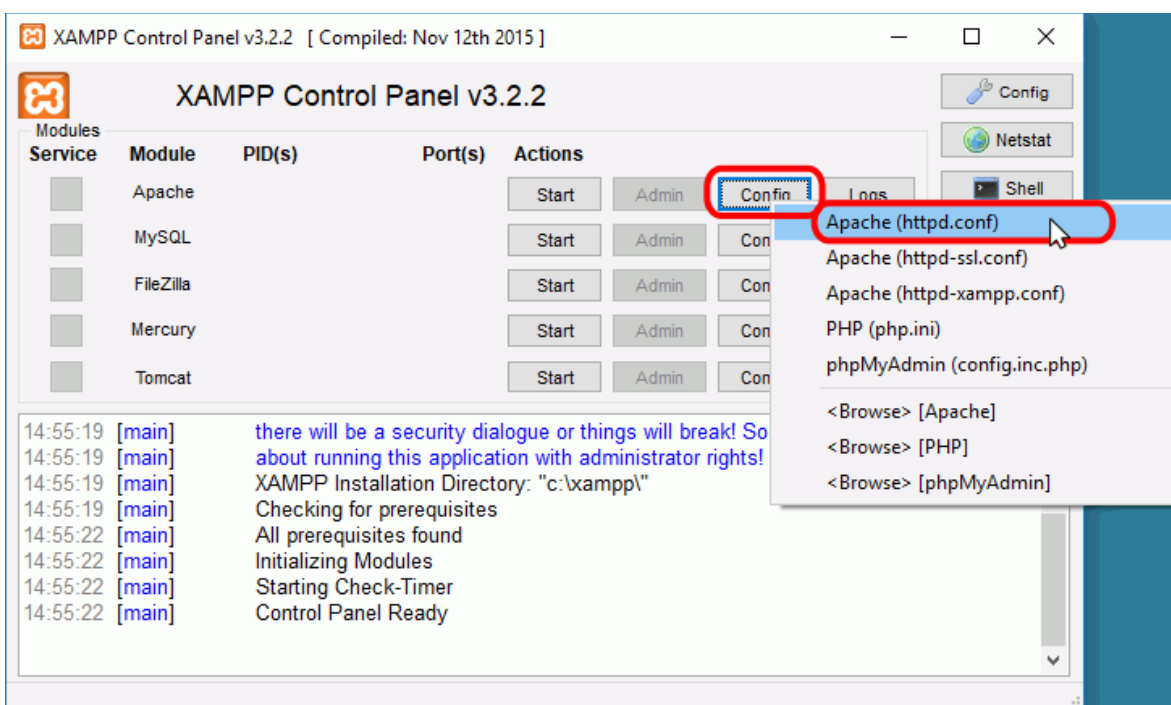 XAMPP Control Panel v3.2.2 [ Compiled: Nov 12th 2015 ]
XAMPP Control Panel v3.2.2
Config
Modules
Netstat
Service Module PID(s) Port(s) Actions
Shell
Apache Start Admin Config Logs
Apache (httpd.conf)
MySQL Start Admin Con
Apache (httpd-ssl.conf)
FileZilla Start Admin Con
Apache (httpd-xampp.conf)
Mercury Start Admin Con
PHP (php.ini)
phpMyAdmin (config.inc.php)
Tomcat Start Admin Con
<Browse> [Apache]
<Browse> [PHP]
<Browse> [phpMyAdmin]
14:55:19 [main] there will be a security dialogue or things will break! So
14:55:19 [main] about running this application with administrator rights!
14:55:19 [main] XAMPP Installation Directory: "c:\xampp\"
14:55:19 [main] Checking for prerequisites
14:55:22 [main] All prerequisites found
14:55:22 [main] Initializing Modules
14:55:22 [main] Starting Check-Timer
14:55:22 [main] Control Panel Ready